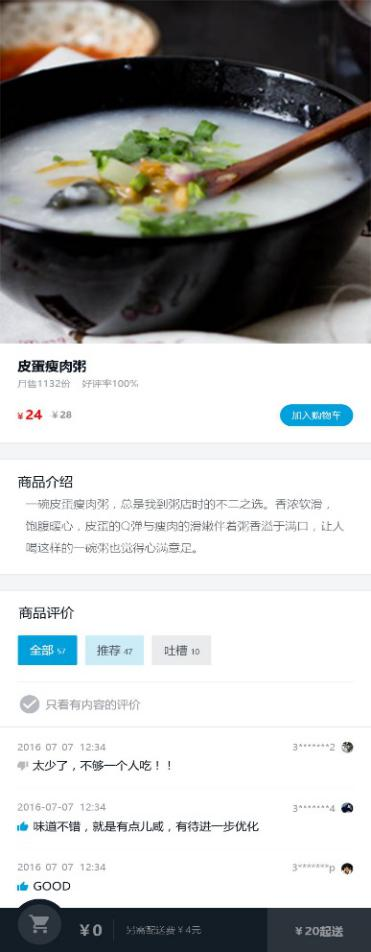 皮蛋瘦肉粥
月售1132份 好评率100%
¥24 ¥28
加入购物车
商品介绍
一碗皮蛋瘦肉粥，总是我到粥店时的不二之选。香浓软滑，
饱腹暖心，皮蛋的Q弹与瘦肉的滑嫩伴着粥香溢于满口，让人
喝这样的一碗粥也觉得心满意足。
商品评价
全部 57 推荐 47 吐槽 10
只看有内容的评价
2016 07 07 12:34 3*******2
太少了，不够一个人吃！！
2016-07-07 12:34 3*******4
味道不错，就是有点儿咸，有待进一步优化
2016 07 07 12:34 3*******p
GOOD
¥0 另需配送费¥4元 ¥20起送